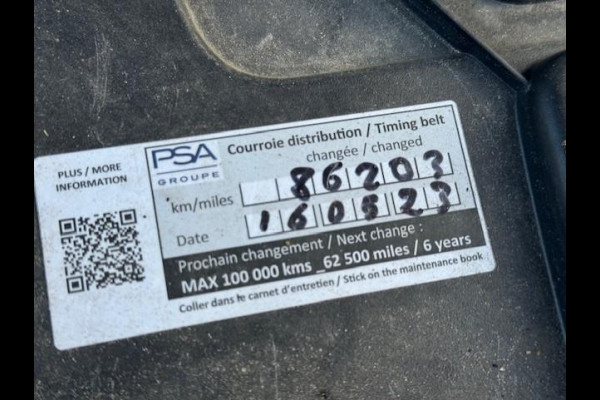 PLUS / MORE
INFORMATION
PSA
GROUPE
Courroie distribution / Timing belt
changée / changed
km/miles 86203
Date 160523
Prochain changement / Next change :
MAX 100 000 kms _62 500 miles / 6 years
Coller dans le carnet d'entretien / Stick on the maintenance book